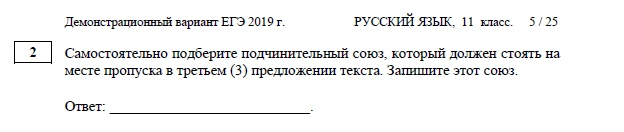 Демонстрационный вариант ЕГЭ 2019 г. РУССКИЙ ЯЗЫК, 11 класс. 5 / 25
2 Самостоятельно подберите подчинительный союз, который должен стоять на
месте пропуска в третьем (3) предложении текста. Запишите этот союз.
Ответ: ___________________________.